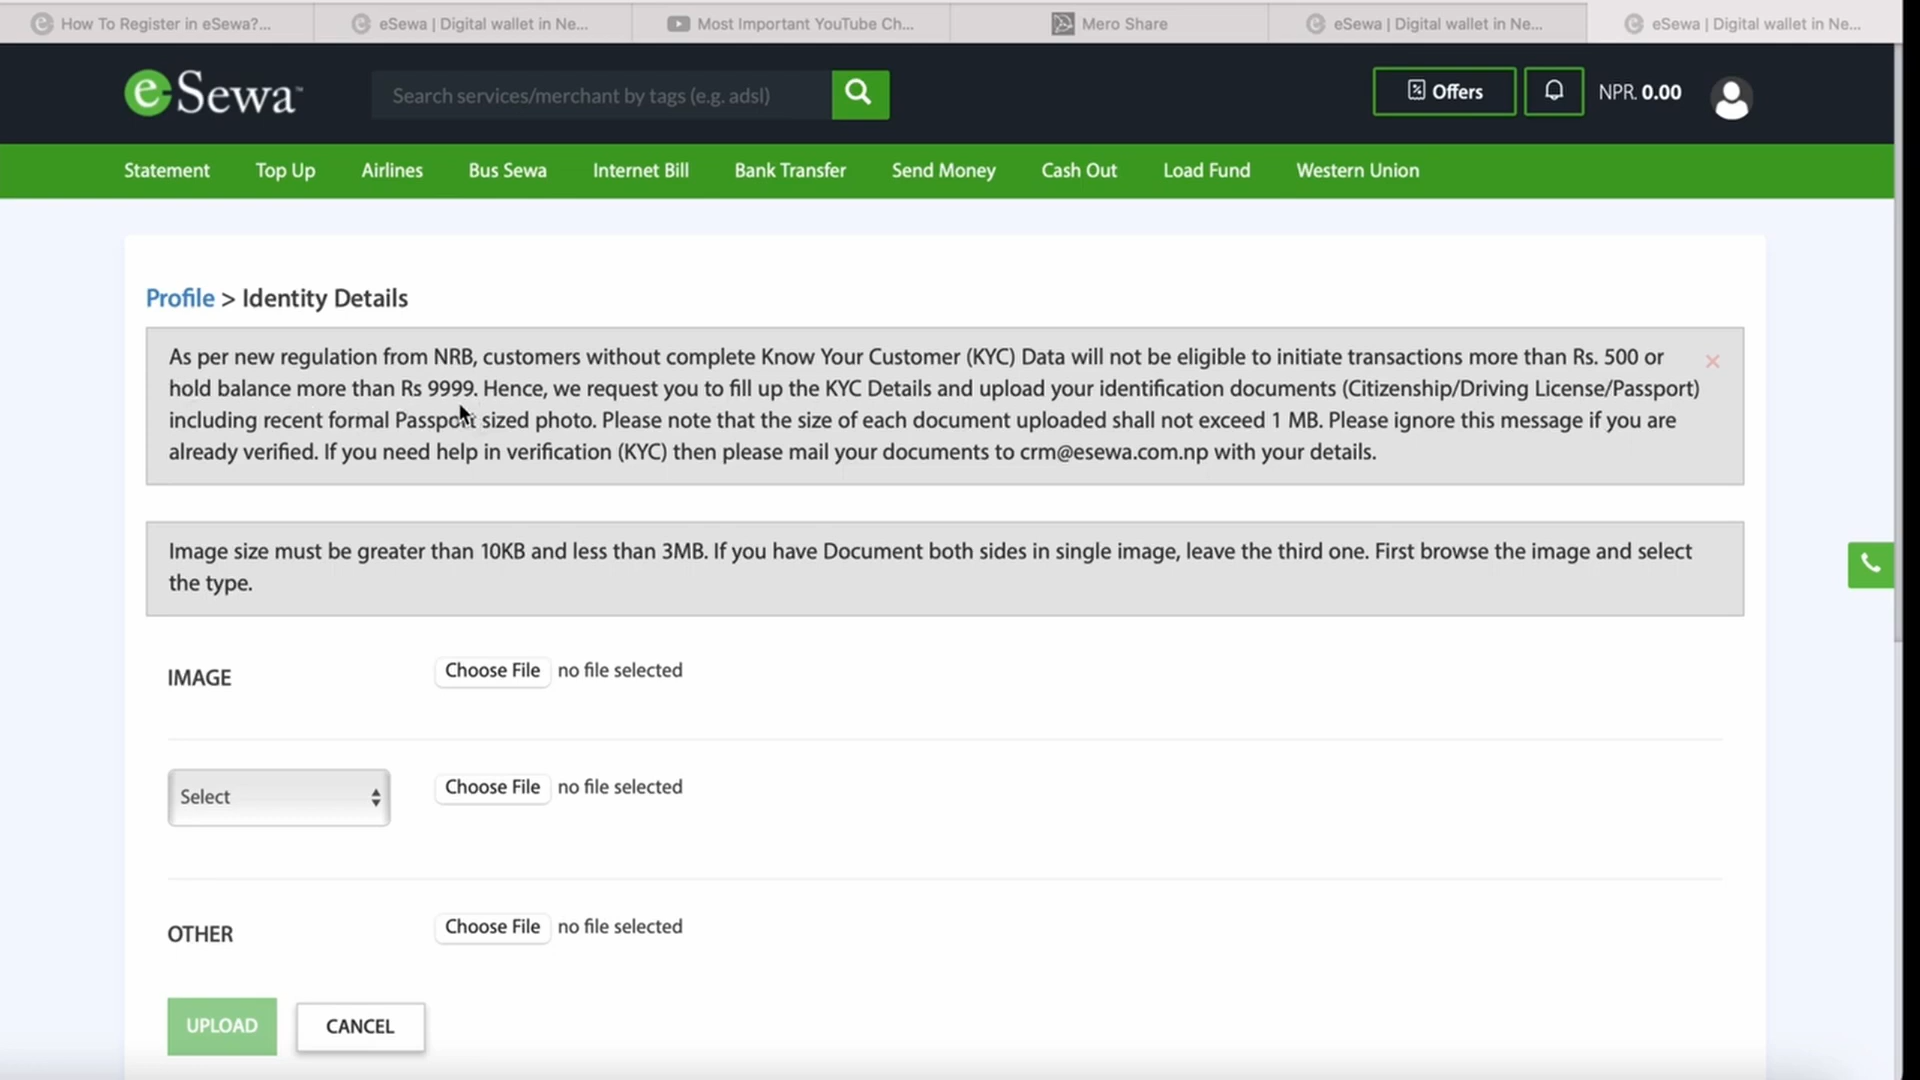 How To Register in eSewa?...
eSewa | Digital wallet in Ne...
Most Important YouTube Ch...
Mero Share
eSewa | Digital wallet in Ne...
eSewa | Digital wallet in Ne...
eSewa™
Search services/merchant by tags (e.g. adsl)
Offers
NPR. 0.00
Statement Top Up Airlines Bus Sewa Internet Bill Bank Transfer Send Money Cash Out Load Fund Western Union
Profile > Identity Details
As per new regulation from NRB, customers without complete Know Your Customer (KYC) Data will not be eligible to initiate transactions more than Rs. 500 or
hold balance more than Rs 9999. Hence, we request you to fill up the KYC Details and upload your identification documents (Citizenship/Driving License/Passport)
including recent formal Passport sized photo. Please note that the size of each document uploaded shall not exceed 1 MB. Please ignore this message if you are
already verified. If you need help in verification (KYC) then please mail your documents to crm@esewa.com.np with your details.
Image size must be greater than 10KB and less than 3MB. If you have Document both sides in single image, leave the third one. First browse the image and select
the type.
IMAGE Choose File no file selected
Select Choose File no file selected
OTHER Choose File no file selected
UPLOAD CANCEL